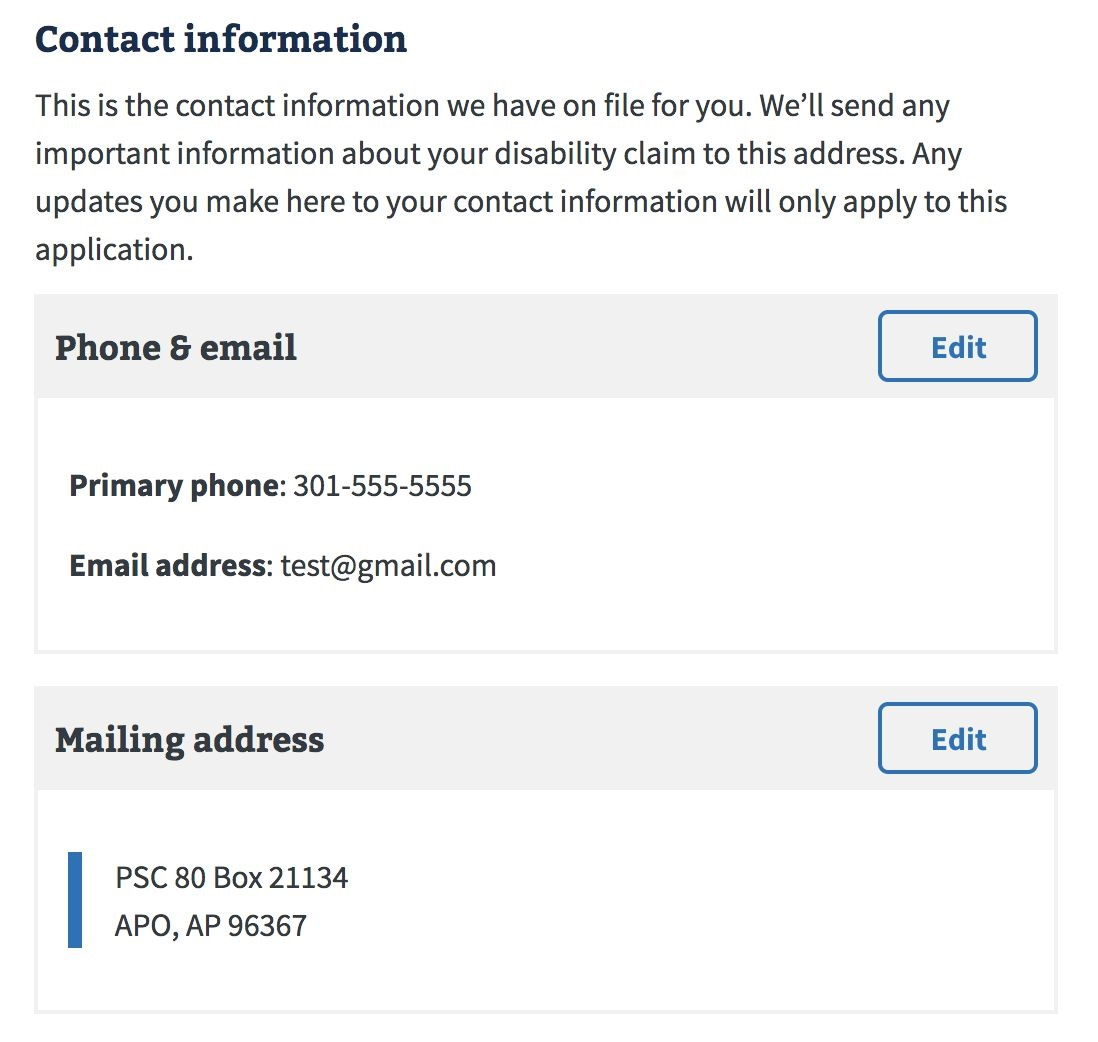 Contact information
This is the contact information we have on file for you. We’ll send any
important information about your disability claim to this address. Any
updates you make here to your contact information will only apply to this
application.
Phone & email
Edit
Primary phone: 301-555-5555
Email address: test@gmail.com
Mailing address
Edit
PSC 80 Box 21134
APO, AP 96367